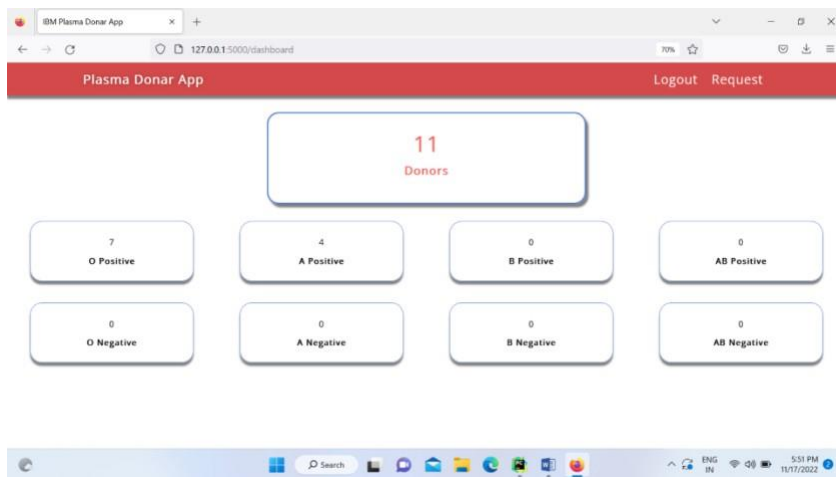 IBM Plasma Donar App
127.0.0.1:5000/dashboard
70%
Plasma Donar App
Logout Request
11
Donors
7
O Positive
4
A Positive
0
B Positive
0
AB Positive
0
O Negative
0
A Negative
0
B Negative
0
AB Negative
Search
ENG
IN
5:51 PM
11/17/2022
2